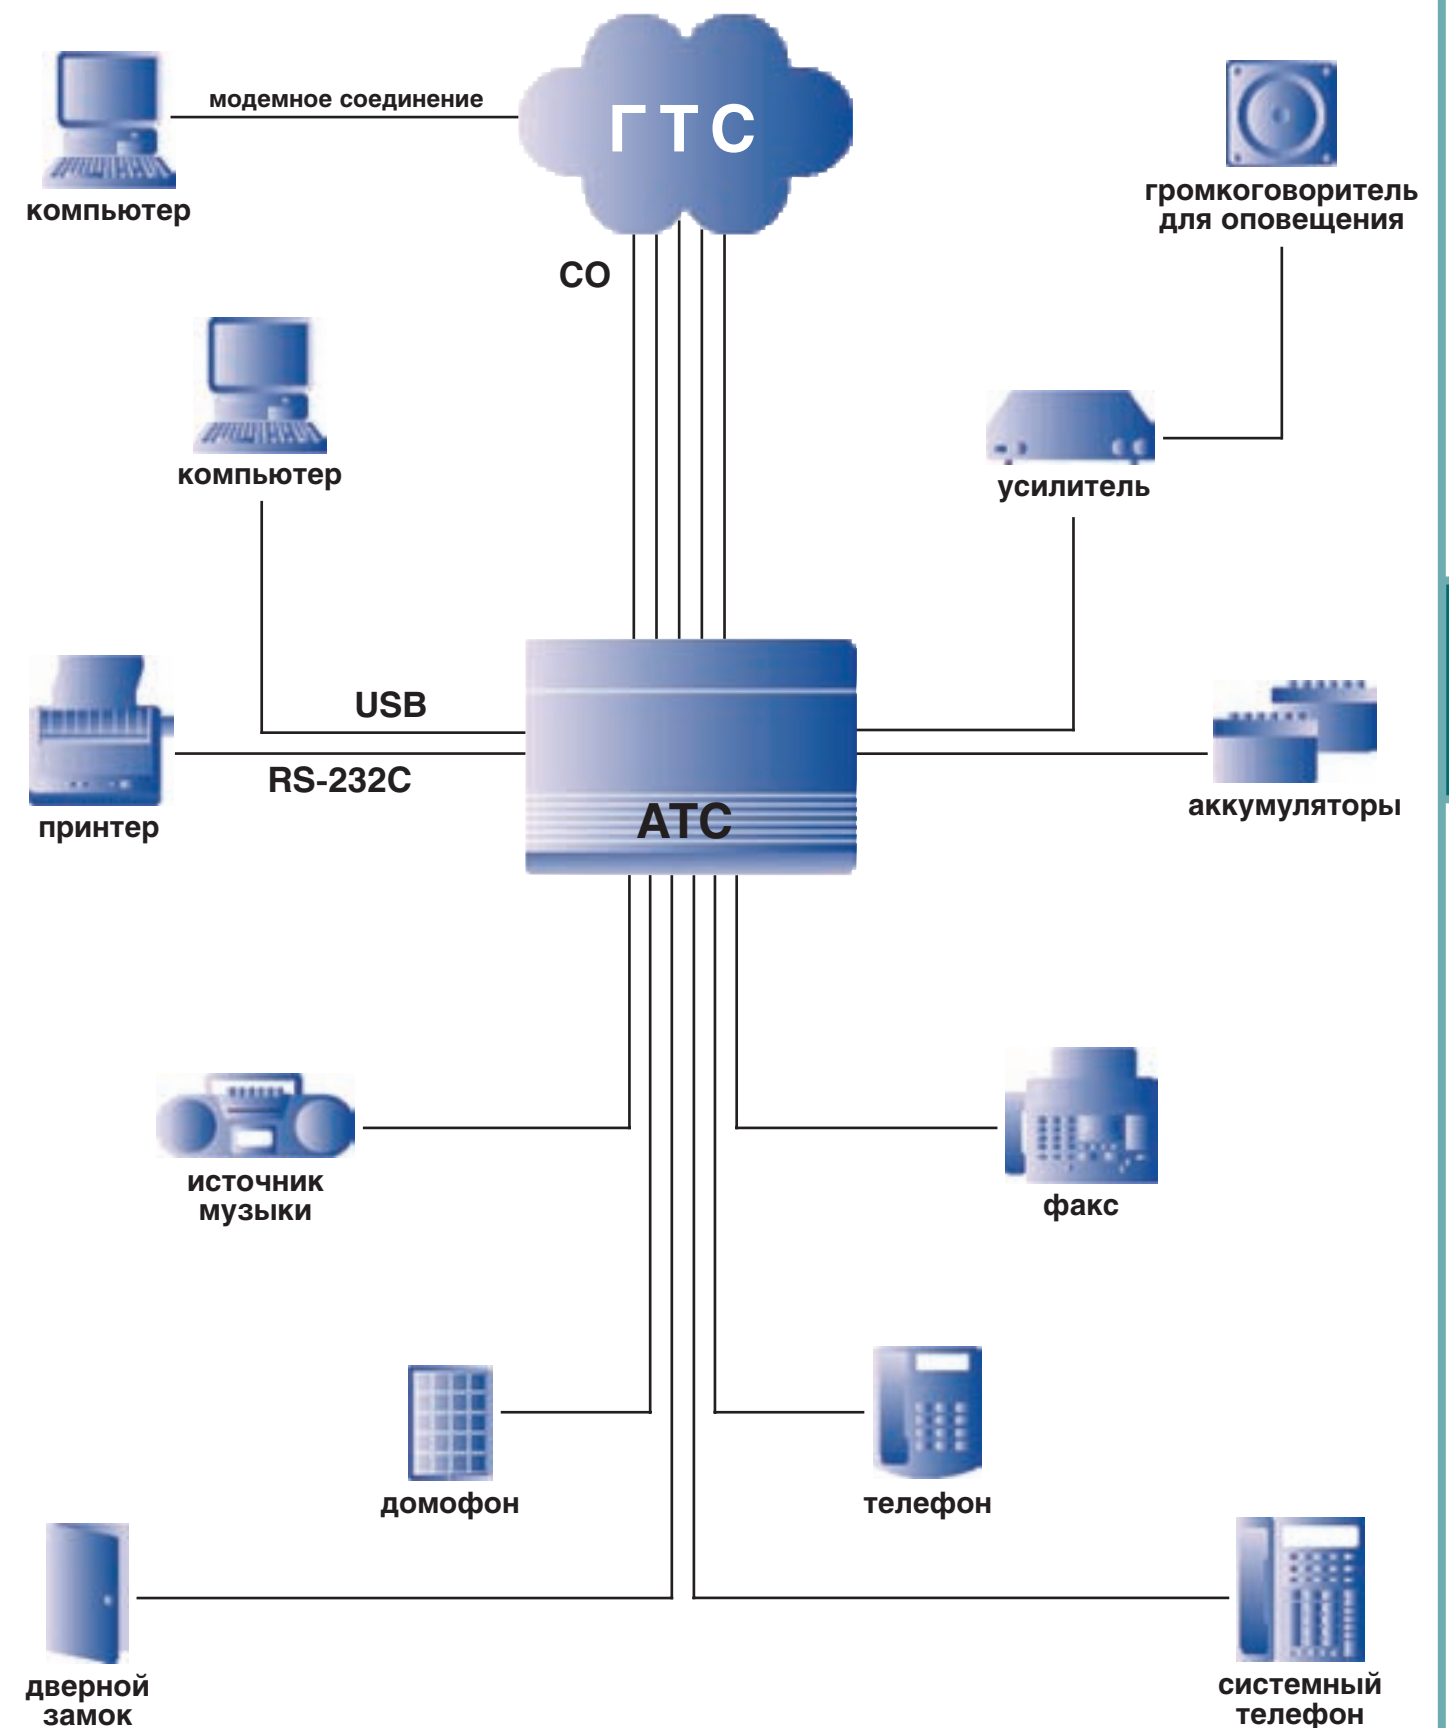 модемное соединение
ГТС
компьютер
громкоговоритель
для оповещения
CO
компьютер
усилитель
USB
RS-232C
принтер
АТС
аккумуляторы
источник
музыки
факс
домофон
телефон
дверной
замок
системный
телефон